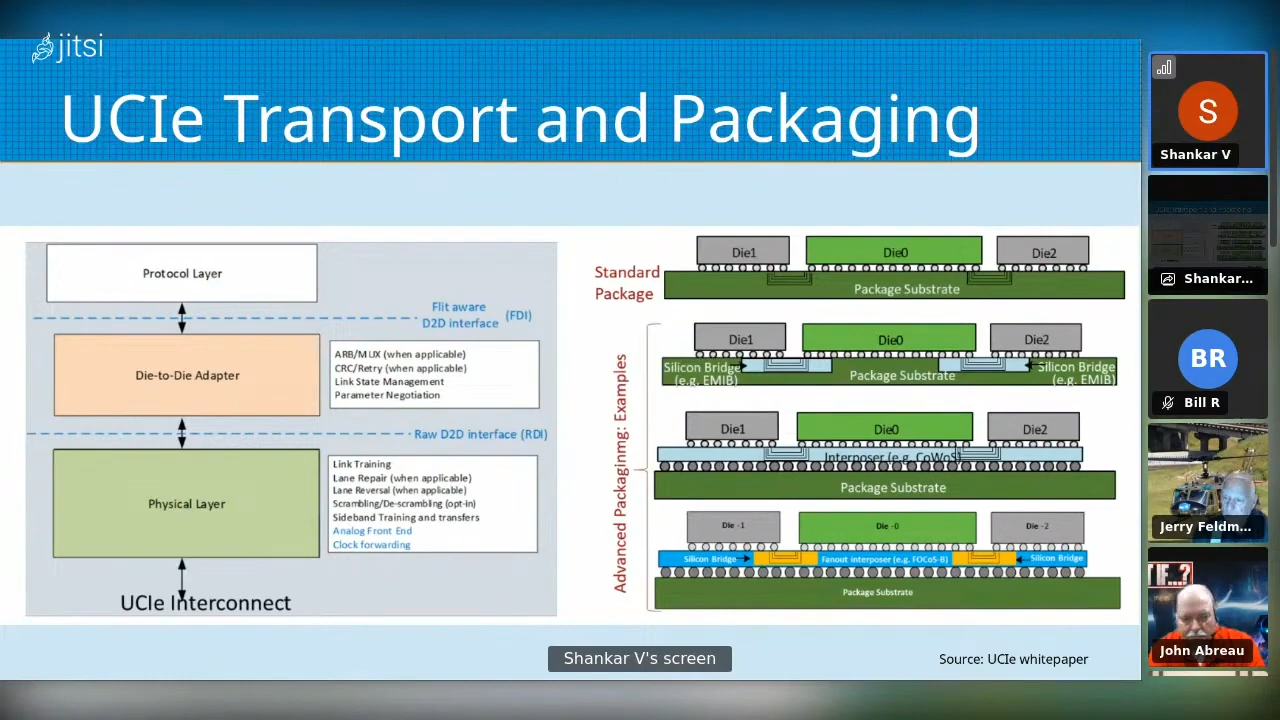 jitsi
UCIe Transport and Packaging
Protocol Layer
Flit aware
D2D interface
(FDI)
Die-to-Die Adapter
ARB/MUX (when applicable)
CRC/Retry (when applicable)
Link State Management
Parameter Negotiation
Raw D2D interface (RDI)
Physical Layer
Link Training
Lane Repair (when applicable)
Lane Reversal (when applicable)
Scrambling/De-scrambling (opt-in)
Sideband Training and transfers
Analog Front End
Clock forwarding
UCIe Interconnect
Standard
Package
Die1
Die0
Die2
Package Substrate
Advanced Packaginmg: Examples
Die1
Die0
Die2
Silicon Bridge
(e.g. EMIB)
Package Substrate
Silicon Bridge
(e.g. EMIB)
Die1
Die0
Die2
Interposer (e.g. CoWoS)
Package Substrate
Die -1
Die -0
Die -2
Silicon Bridge
Fanout interposer (e.g. FOCoS-B)
Silicon Bridge
Package Substrate
Shankar V's screen
Source: UCIe whitepaper
S
Shankar V
Shankar...
BR
Bill R
Jerry Feldm...
TF..?
John Abreau